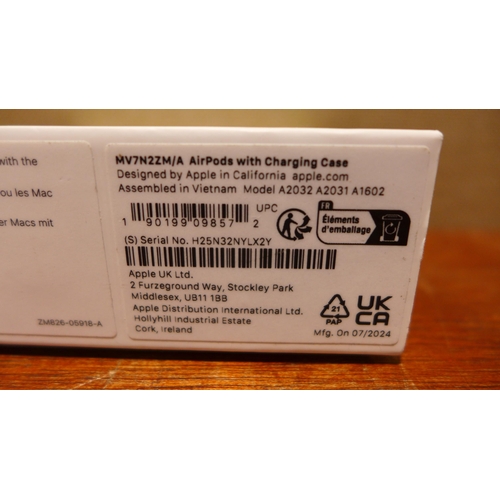 with the
ou les Mac
er Macs mit
ZM826-05918-A
MV7N2ZM/A AirPods with Charging Case
Designed by Apple in California apple.com
Assembled in Vietnam Model A2032 A2031 A1602
1 90199 09857 2
UPC
FR
Éléments
d'emballage
(S) Serial No. H25N32NYLX2Y
Apple UK Ltd.
2 Furzeground Way, Stockley Park
Middlesex, UB11 1BB
Apple Distribution International Ltd.
Hollyhill Industrial Estate
Cork, Ireland
21
PAP
UK
CA
Mfg. On 07/2024